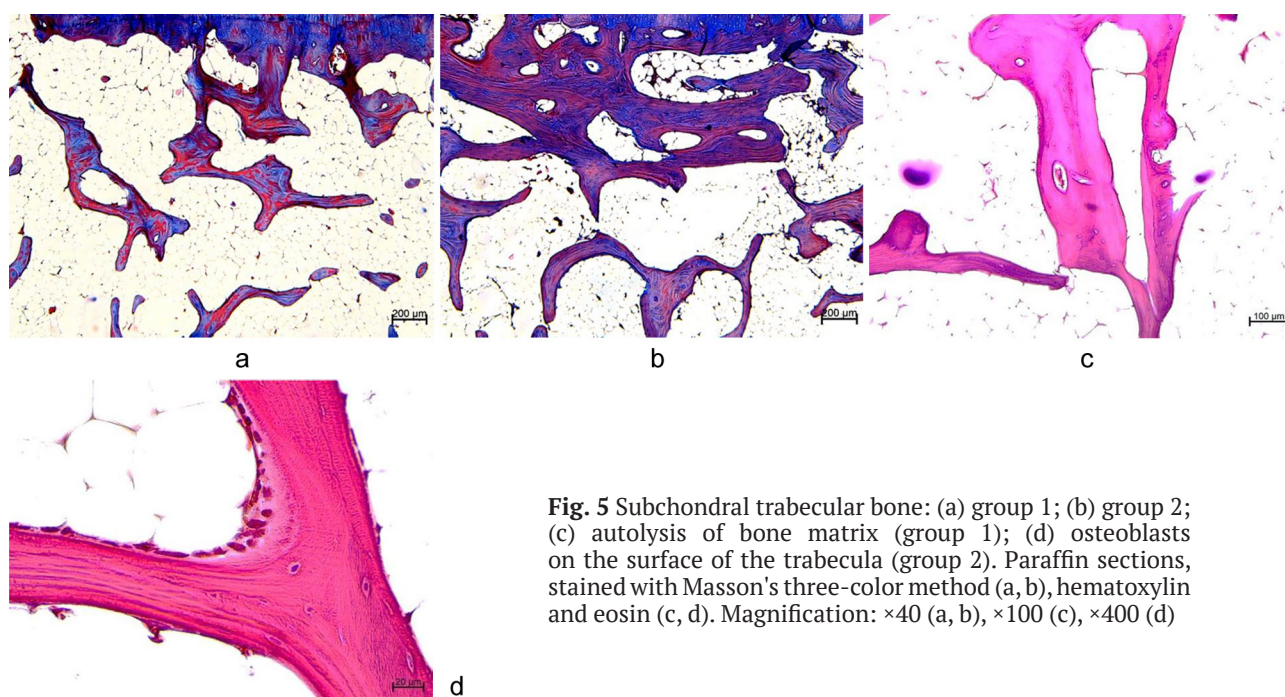 200 µm
200 µm
100 µm
a
b
c
20 µm
d
Fig. 5 Subchondral trabecular bone: (a) group 1; (b) group 2;
(c) autolysis of bone matrix (group 1); (d) osteoblasts
on the surface of the trabecula (group 2). Paraffin sections,
stained with Masson's three-color method (a, b), hematoxylin
and eosin (c, d). Magnification: ×40 (a, b), ×100 (c), ×400 (d)